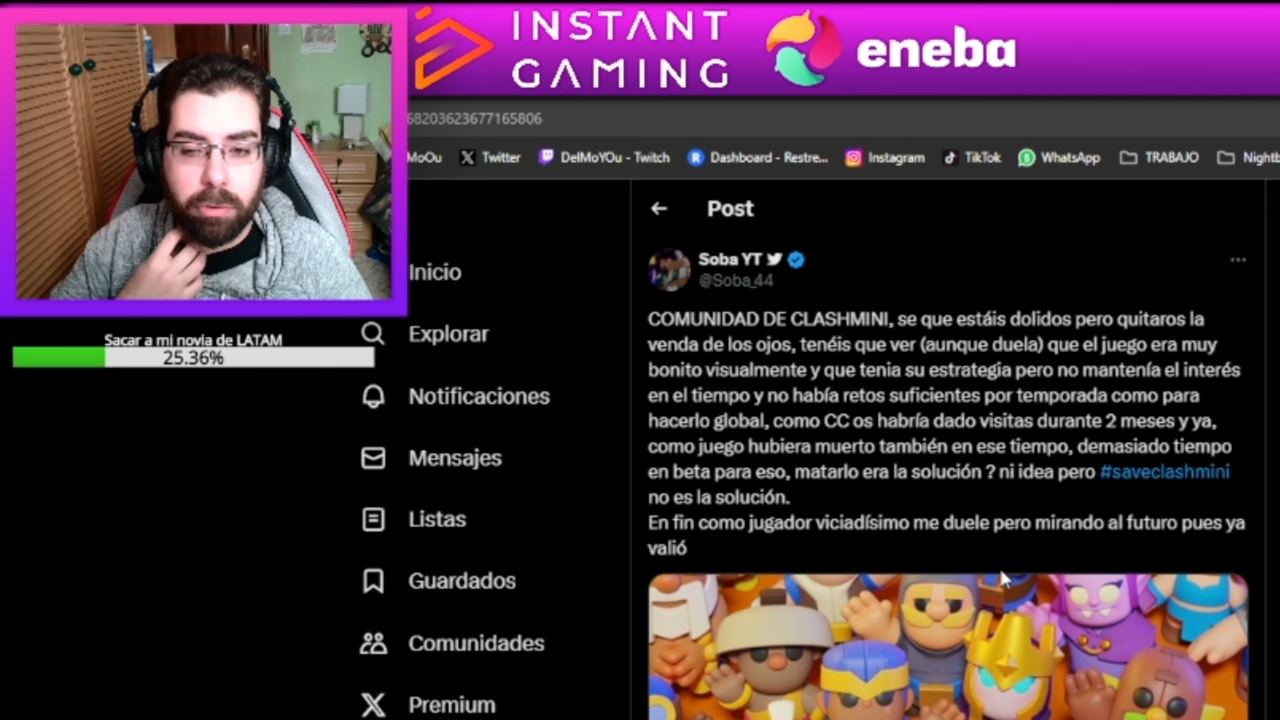 INSTANT
GAMING
eneba
68203623677165806
MoOu
Twitter
DelMoYOu - Twitch
Dashboard - Restre...
Instagram
TikTok
WhatsApp
TRABAJO
Nightb
Post
Soba YT
@Soba_44
COMUNIDAD DE CLASHMINI, se que estáis dolidos pero quitaros la
venda de los ojos, tenéis que ver (aunque duela) que el juego era muy
bonito visualmente y que tenia su estrategia pero no mantenía el interés
en el tiempo y no había retos suficientes por temporada como para
hacerlo global, como CC os habría dado visitas durante 2 meses y ya,
como juego hubiera muerto también en ese tiempo, demasiado tiempo
en beta para eso, matarlo era la solución ? ni idea pero #saveclashmini
no es la solución.
En fin como jugador viciadísimo me duele pero mirando al futuro pues ya
valió
Inicio
Explorar
Notificaciones
Mensajes
Listas
Guardados
Comunidades
Premium
Sacar a mi novia de LATAM
25.36%